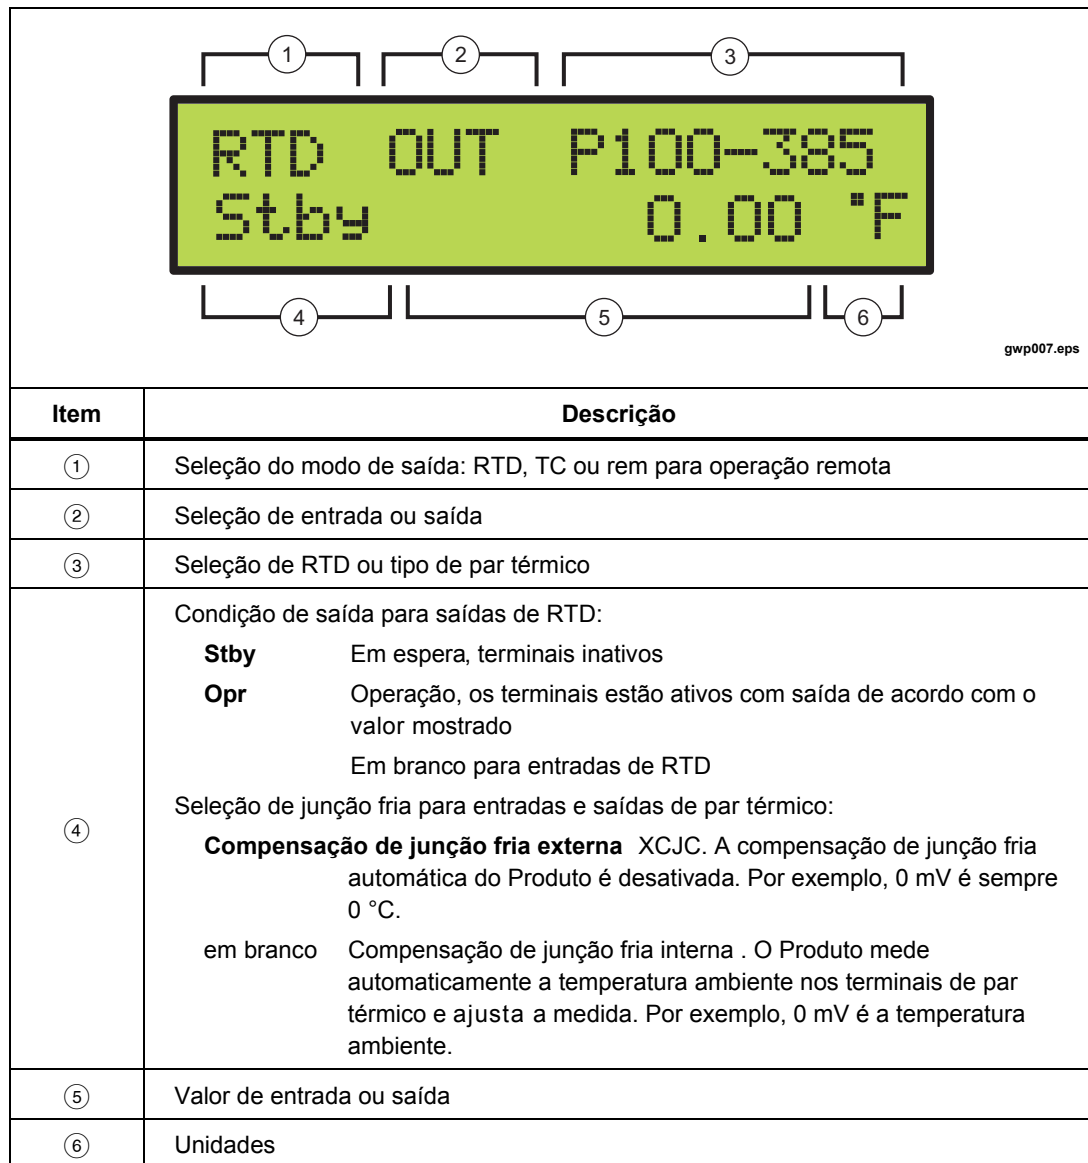 ① ② ③
RTD OUT P100-385
Stby 0.00 °F
④ ⑤ ⑥
gwp007.eps
Item Descrição
① Seleção do modo de saída: RTD, TC ou rem para operação remota
② Seleção de entrada ou saída
③ Seleção de RTD ou tipo de par térmico
④
Condição de saída para saídas de RTD:
Stby Em espera, terminais inativos
Opr Operação, os terminais estão ativos com saída de acordo com o
valor mostrado
Em branco para entradas de RTD
Seleção de junção fria para entradas e saídas de par térmico:
Compensação de junção fria externa XCJC. A compensação de junção fria
automática do Produto é desativada. Por exemplo, 0 mV é sempre
0 °C.
em branco Compensação de junção fria interna . O Produto mede
automaticamente a temperatura ambiente nos terminais de par
térmico e ajusta a medida. Por exemplo, 0 mV é a temperatura
ambiente.
⑤ Valor de entrada ou saída
⑥ Unidades